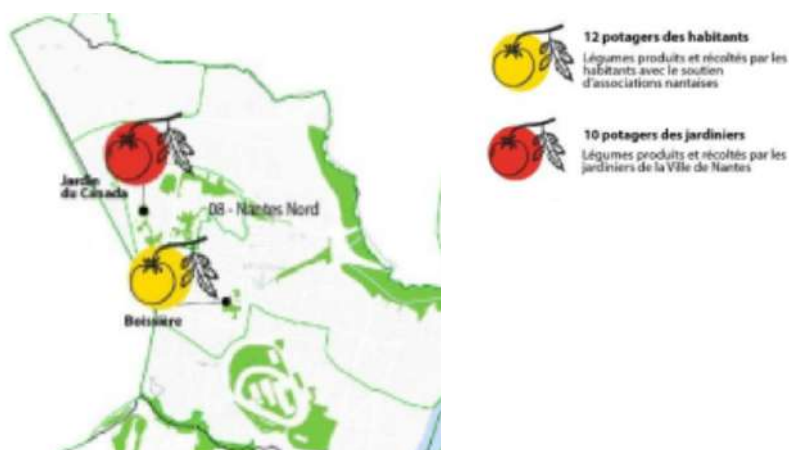 Jardin
du Canada
08 - Nantes Nord
Boissière
12 potagers des habitants
Légumes produits et récoltés par les
habitants avec le soutien
d'associations nantaises
10 potagers des jardiniers
Légumes produits et récoltés par les
jardiniers de la Ville de Nantes